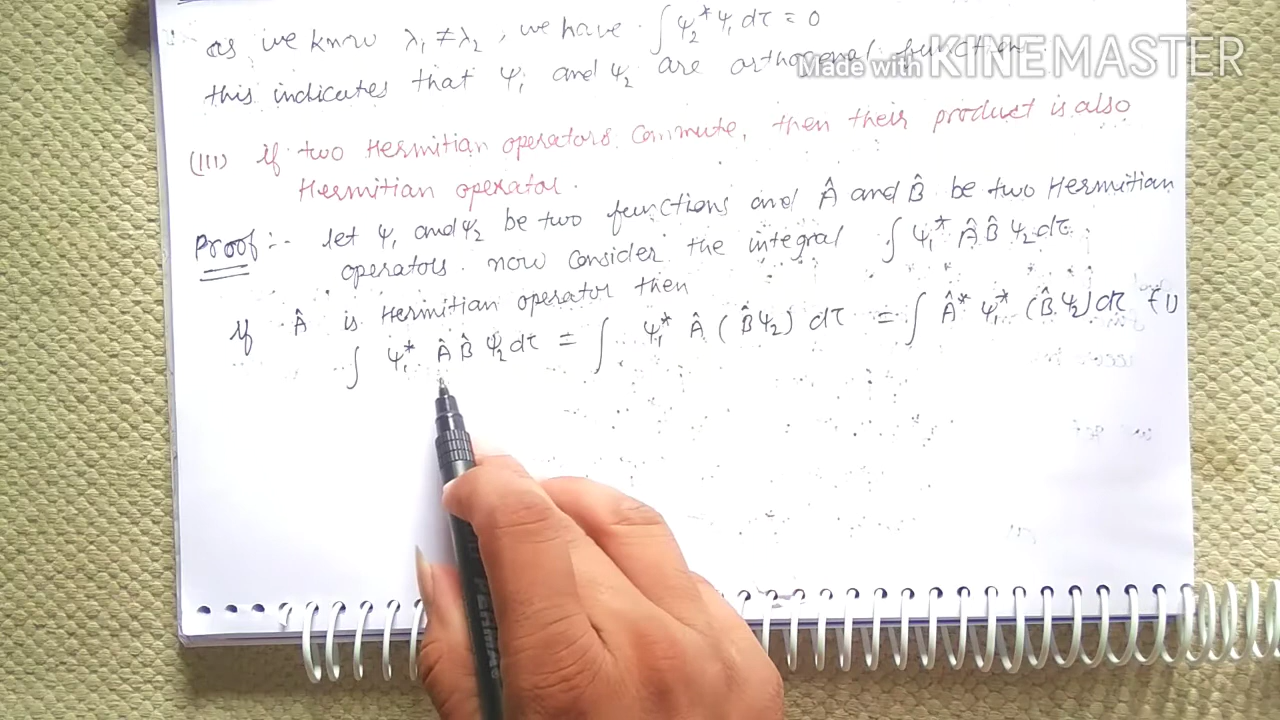 as we know λ₁ ≠ λ₂, we have ∫ Ψ₂* Ψ₁ dτ = 0
this indicates that Ψ₁ and Ψ₂ are orthogonal function.
Made with KINEMASTER
(III) If two Hermitian operators commute, then their product is also
Hermitian operator.
Proof:- let Ψ₁ and Ψ₂ be two functions and Â and B̂ be two Hermitian
operators. now consider the integral ∫ Ψ₁* Â B̂ Ψ₂ dτ.
If Â is Hermitian operator then
∫ Ψ₁* Â B̂ Ψ₂ dτ = ∫ Ψ₁* Â ( B̂ Ψ₂ ) dτ = ∫ Â* Ψ₁* ( B̂ Ψ₂ ) dτ